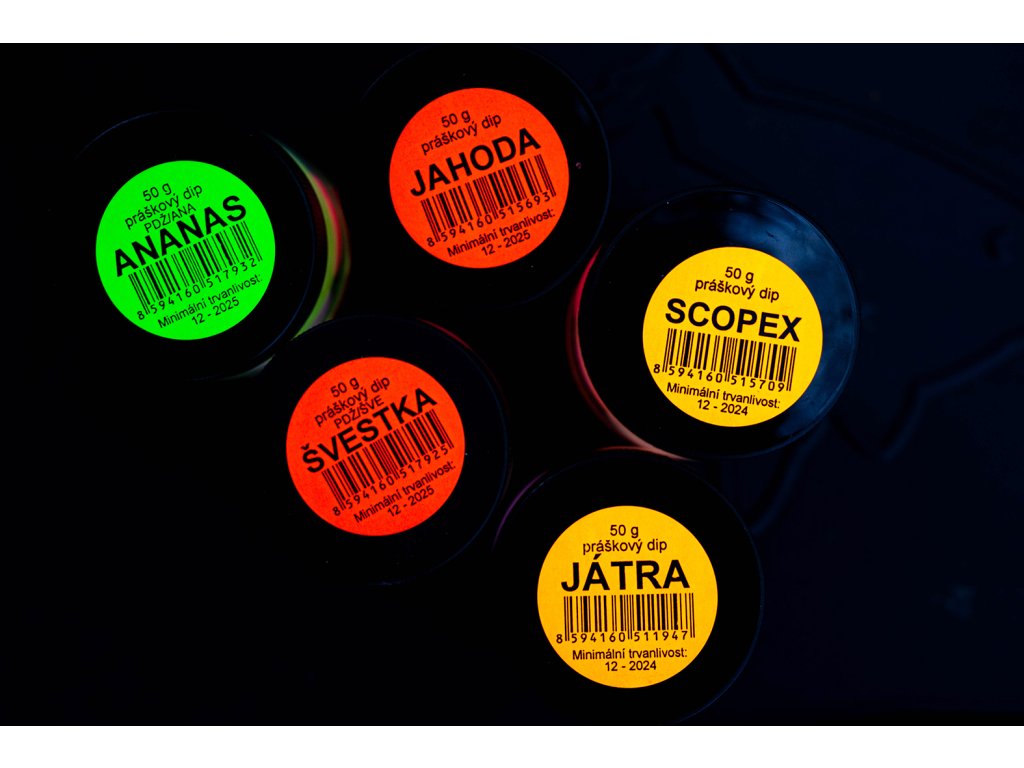 50 g
práškový dip
PDŽ/ANA
ANANAS
8 594160 517932
Minimální trvanlivost:
12 - 2025
50 g
práškový dip
JAHODA
8 594160 515693
Minimální trvanlivost:
12 - 2025
50 g
práškový dip
SCOPEX
8 594160 515709
Minimální trvanlivost:
12 - 2024
50 g
práškový dip
PDŽ/ŠVE
ŠVESTKA
8 594160 517925
Minimální trvanlivost:
12 - 2025
50 g
práškový dip
JÁTRA
8 594160 511947
Minimální trvanlivost:
12 - 2024